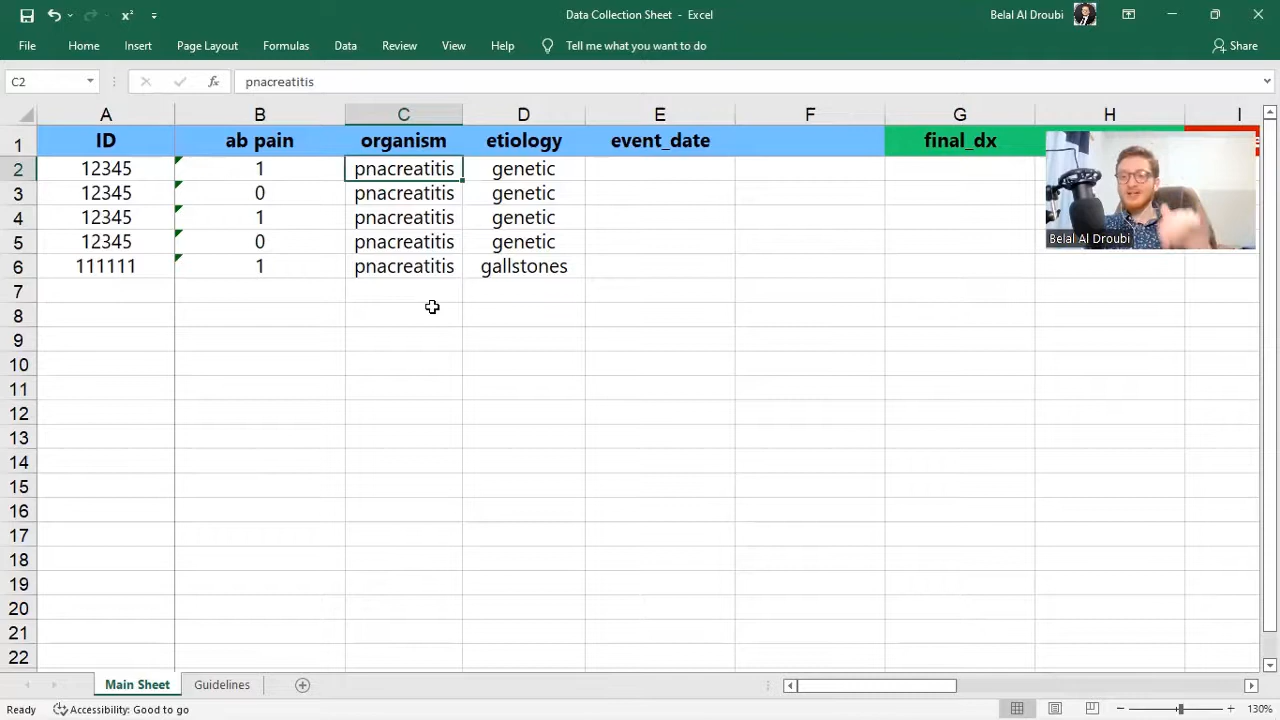 Data Collection Sheet - Excel
Belal Al Droubi
File Home Insert Page Layout Formulas Data Review View Help Tell me what you want to do Share
C2 fx pnacreatitis
A B C D E F G H I
1 ID ab pain organism etiology event_date final_dx
2 12345 1 pnacreatitis genetic
3 12345 0 pnacreatitis genetic
4 12345 1 pnacreatitis genetic
5 12345 0 pnacreatitis genetic
6 111111 1 pnacreatitis gallstones
7
8
9
10
11
12
13
14
15
16
17
18
19
20
21
22
Belal Al Droubi
Main Sheet Guidelines
Ready Accessibility: Good to go 130%